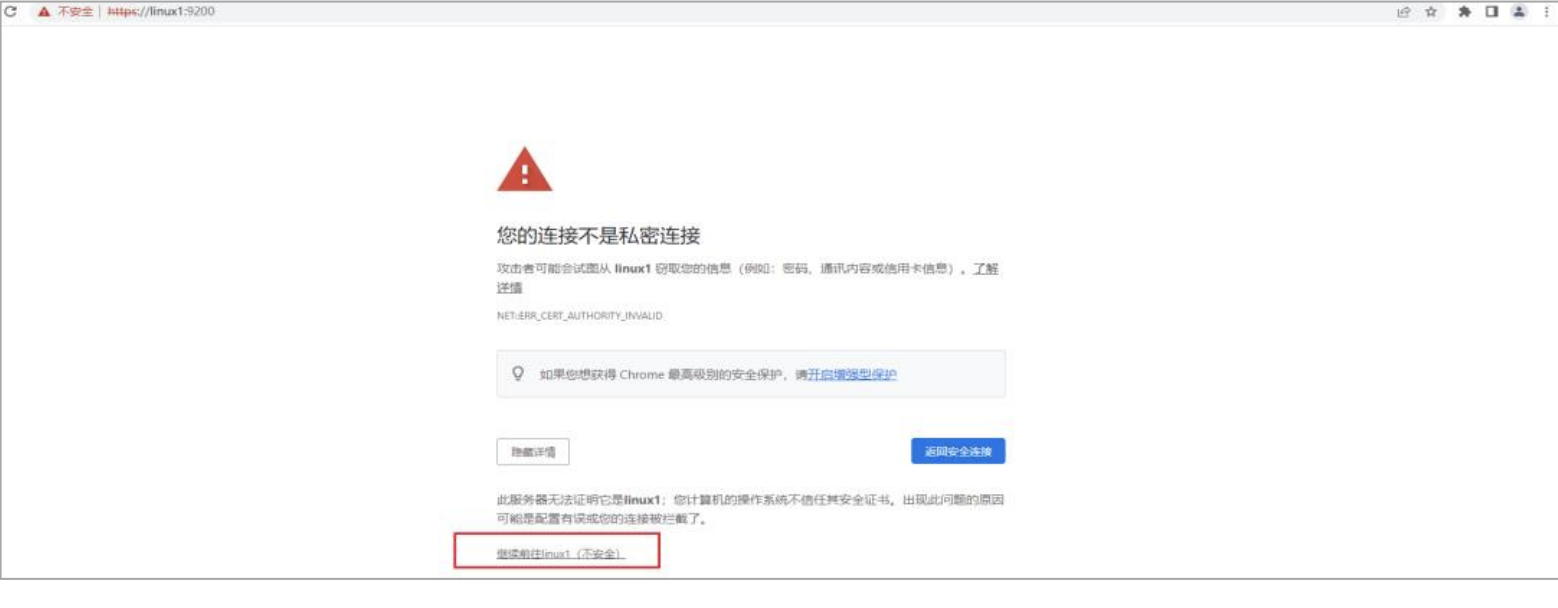 不安全 | https://linux1:9200
您的连接不是私密连接
攻击者可能会试图从 linux1 窃取您的信息（例如：密码、通讯内容或信用卡信息）。了解
详情
NET::ERR_CERT_AUTHORITY_INVALID
如果您想获得 Chrome 最高级别的安全保护，请开启增强型保护
隐藏详情
返回安全连接
此服务器无法证明它是linux1；您计算机的操作系统不信任其安全证书。出现此问题的原因
可能是配置有误或您的连接被拦截了。
继续前往linux1（不安全）